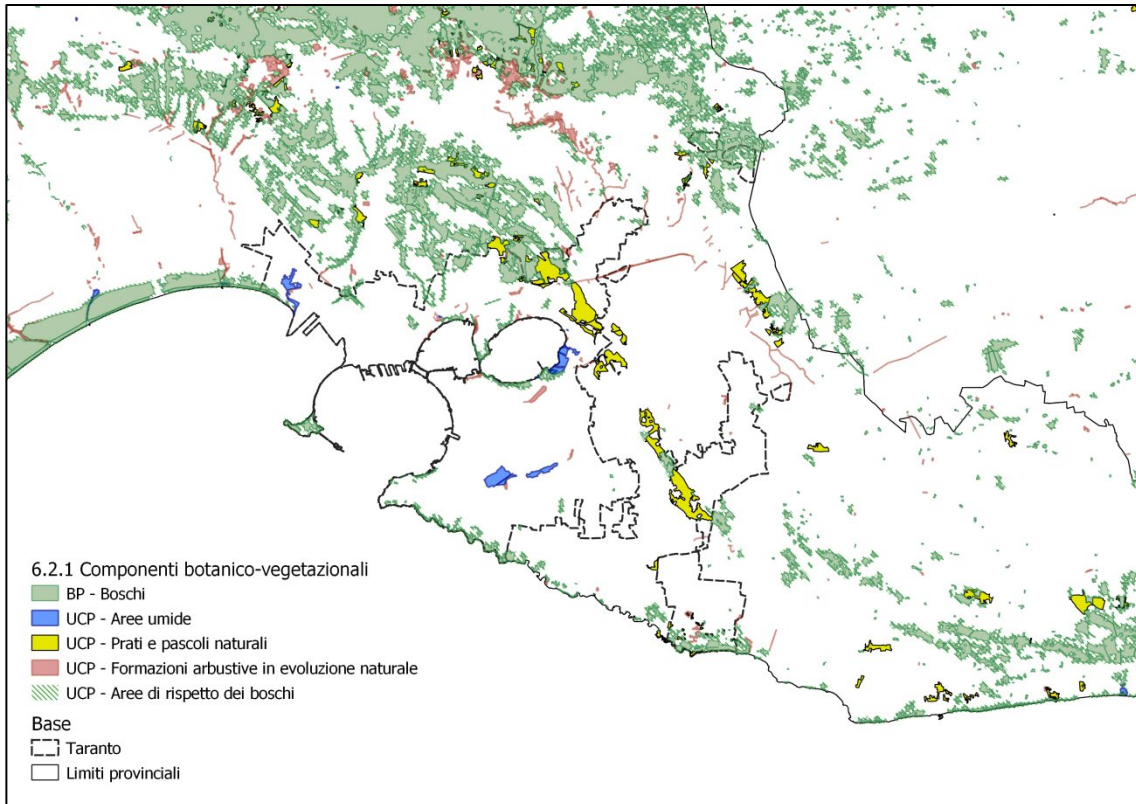 6.2.1 Componenti botanico-vegetazionali
BP - Boschi
UCP - Aree umide
UCP - Prati e pascoli naturali
UCP - Formazioni arbustive in evoluzione naturale
UCP - Aree di rispetto dei boschi
Base
Taranto
Limiti provinciali